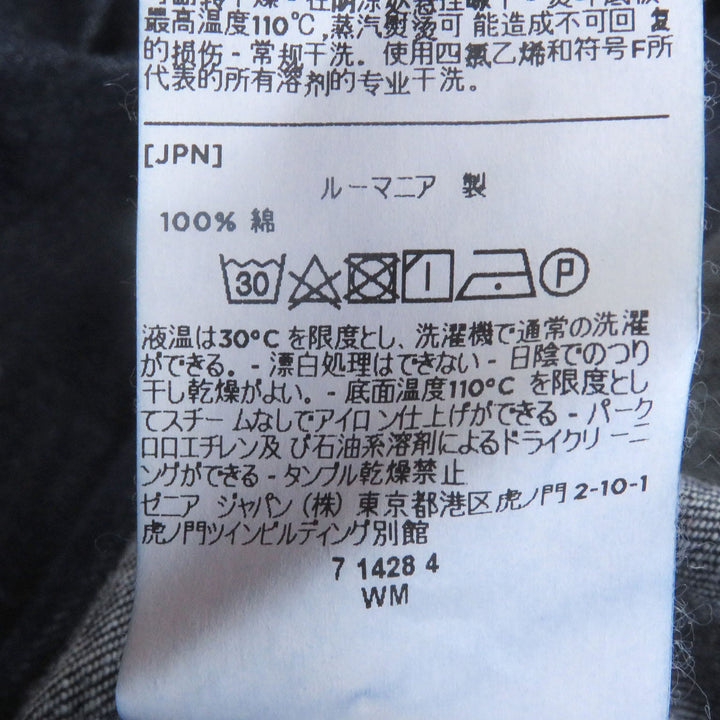 最高温度110℃,蒸汽熨烫可能造成不可回复
的损伤 - 常规干洗. 使用四氯乙烯和符号F所
代表的所有溶剂的专业干洗.
[JPN]
ルーマニア 製
100% 綿
30 P
液温は30°C を限度とし、洗濯機で通常の洗濯
ができる。- 漂白処理はできない - 日陰でのつり
干し乾燥がよい。- 底面温度110°C を限度とし
てスチームなしでアイロン仕上げができる - パーク
ロロエチレン及び石油系溶剤によるドライクリーニ
ングができる - タンブル乾燥禁止
ゼニア ジャパン (株) 東京都港区虎ノ門 2-10-1
虎ノ門ツインビルディング別館
7 1428 4
WM